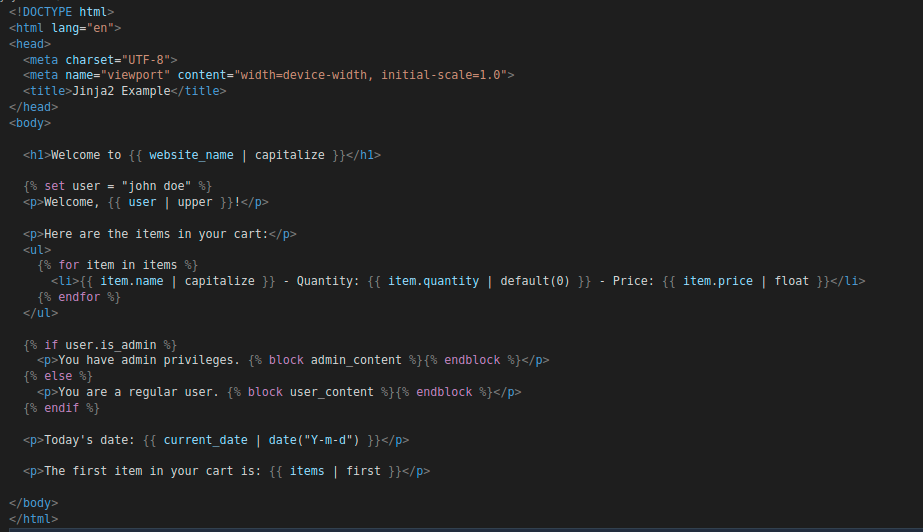 <!DOCTYPE html>
<html lang="en">
<head>
  <meta charset="UTF-8">
  <meta name="viewport" content="width=device-width, initial-scale=1.0">
  <title>Jinja2 Example</title>
</head>
<body>

  <h1>Welcome to {{ website_name | capitalize }}</h1>

  {% set user = "john doe" %}
  <p>Welcome, {{ user | upper }}!</p>

  <p>Here are the items in your cart:</p>
  <ul>
    {% for item in items %}
      <li>{{ item.name | capitalize }} - Quantity: {{ item.quantity | default(0) }} - Price: {{ item.price | float }}</li>
    {% endfor %}
  </ul>

  {% if user.is_admin %}
    <p>You have admin privileges. {% block admin_content %}{% endblock %}</p>
  {% else %}
    <p>You are a regular user. {% block user_content %}{% endblock %}</p>
  {% endif %}

  <p>Today's date: {{ current_date | date("Y-m-d") }}</p>

  <p>The first item in your cart is: {{ items | first }}</p>

</body>
</html>